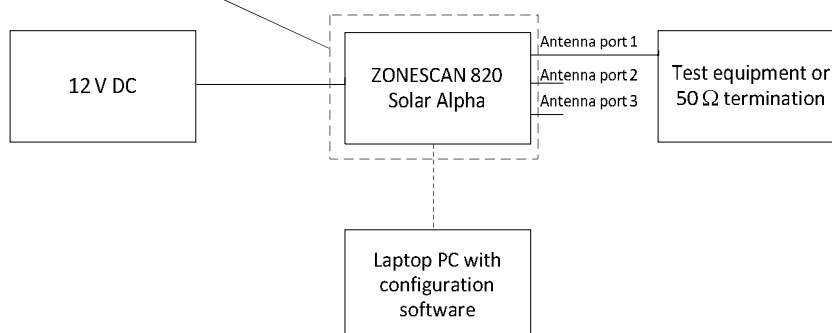 12 V DC
ZONESCAN 820
Solar Alpha
Antenna port 1
Antenna port 2
Antenna port 3
Test equipment or
50 Ω termination
Laptop PC with
configuration
software